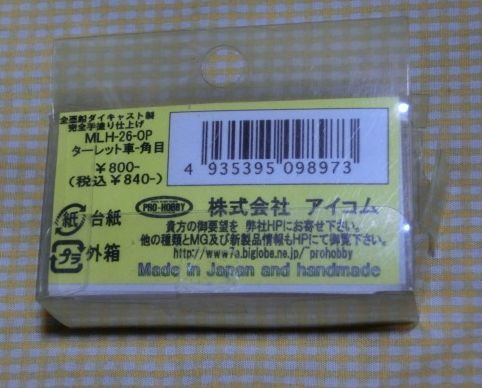 全亜鉛ダイキャスト製
完全手塗り仕上げ
MLH-26-OP
ターレット車-角目
￥800-
(税込￥840-)
4 935395 098973
紙 台紙
プラ 外箱
PRO-HOBBY
株式会社 アイコム
貴方の御要望を 弊社HPにお寄せ下さい。
他の種類とMG及び新製品情報もHPにて御覧下さい。
http://www7a.biglobe.ne.jp/~prohobby
Made in Japan and handmade